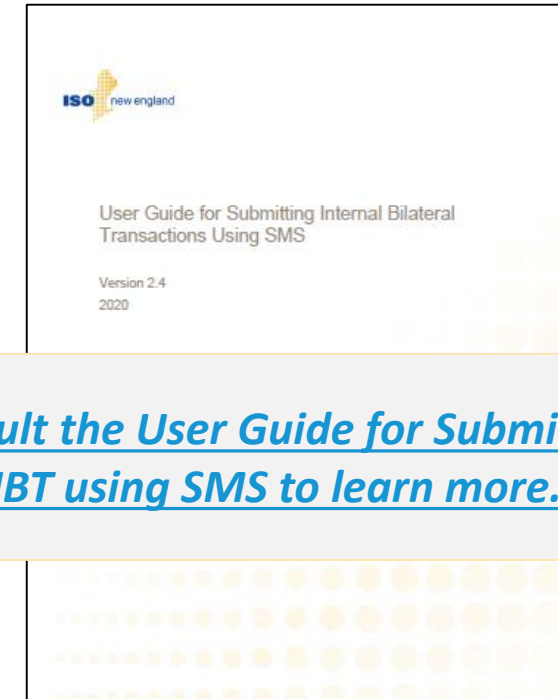 ISO new england
User Guide for Submitting Internal Bilateral
Transactions Using SMS
Version 2.4
2020
ult the User Guide for Submi
IBT using SMS to learn more.